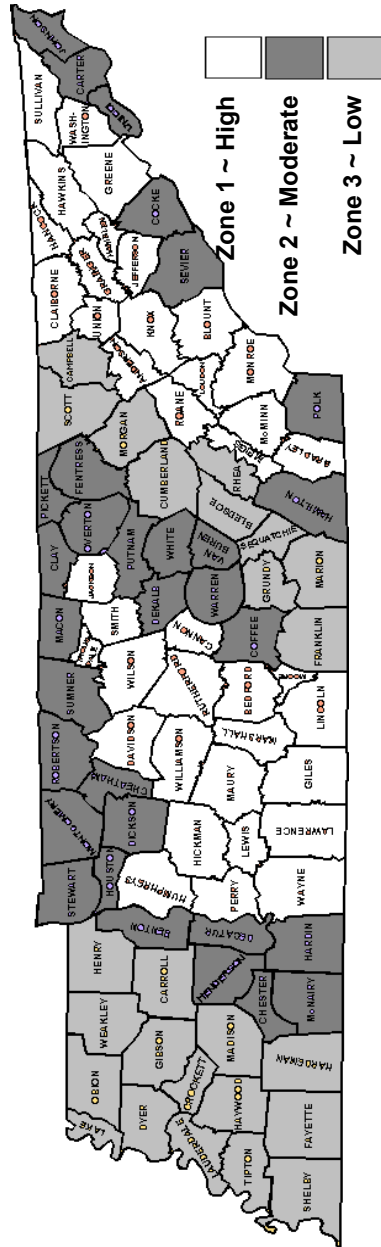 JOHNSON
CARTER
SULLIVAN
UNICOI
WASH-
INGTON
GREENE
HAWKINS
HANCOCK
HAMBLEN
COCKE
GRAINGER
JEFFERSON
SEVIER
CLAIBORNE
UNION
KNOX
BLOUNT
CAMPBELL
ANDERSON
LOUDON
MONROE
SCOTT
MORGAN
ROANE
McMINN
POLK
MEIGS
BRADLEY
RHEA
CUMBERLAND
FENTRESS
PICKETT
BLEDSOE
HAMILTON
OVERTON
PUTNAM
WHITE
VAN
BUREN
SEQUATCHIE
MARION
GRUNDY
CLAY
JACKSON
DEKALB
WARREN
COFFEE
FRANKLIN
MACON
SMITH
CANNON
TROUS-
DALE
SUMNER
WILSON
RUTHERFORD
BEDFORD
MOORE
LINCOLN
ROBERTSON
DAVIDSON
CHEATHAM
WILLIAMSON
MARSHALL
MAURY
GILES
MONTGOMERY
DICKSON
HICKMAN
LEWIS
LAWRENCE
STEWART
HOUSTON
HUMPHREYS
PERRY
WAYNE
HENRY
BENTON
DECATUR
HARDIN
CARROLL
HENDERSON
CHESTER
McNAIRY
WEAKLEY
GIBSON
MADISON
HARDEMAN
OBION
CROCKETT
HAYWOOD
FAYETTE
LAKE
DYER
LAUDERDALE
TIPTON
SHELBY
Zone 1 ~ High
Zone 2 ~ Moderate
Zone 3 ~ Low